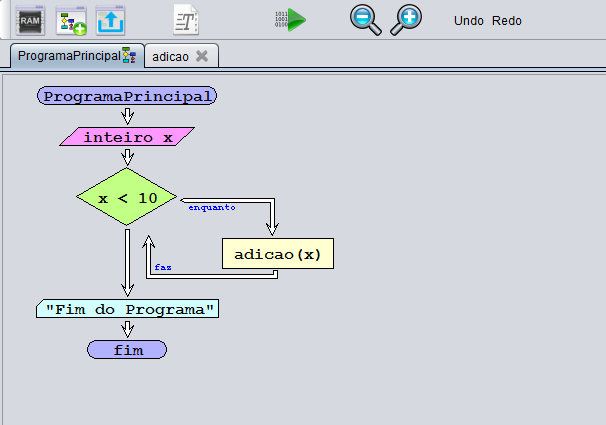 RAM
1011
1001
0100
Undo Redo
ProgramaPrincipal
adicao
ProgramaPrincipal
inteiro x
x < 10
enquanto
adicao(x)
faz
"Fim do Programa"
fim